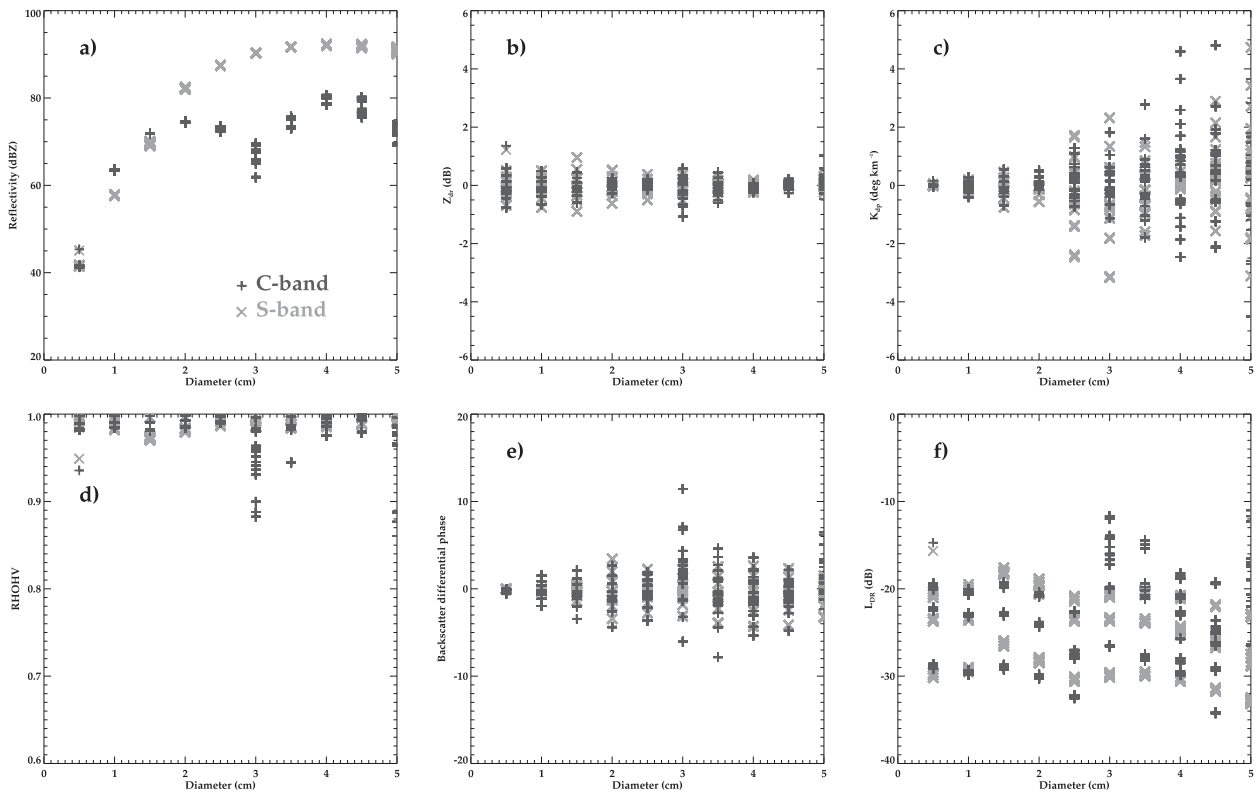 a)
100
80
60
40
20
Reflectivity (dBZ)
+ C-band
× S-band
0 1 2 3 4 5
Diameter (cm)
b)
6
4
2
0
-2
-4
-6
Zdr (dB)
0 1 2 3 4 5
Diameter (cm)
c)
6
4
2
0
-2
-4
-6
Kdp (deg km⁻¹)
0 1 2 3 4 5
Diameter (cm)
d)
1.0
0.9
0.8
0.7
0.6
RHOHV
0 1 2 3 4 5
Diameter (cm)
e)
20
10
0
-10
-20
Backscatter differential phase
0 1 2 3 4 5
Diameter (cm)
f)
0
-10
-20
-30
-40
LDR (dB)
0 1 2 3 4 5
Diameter (cm)